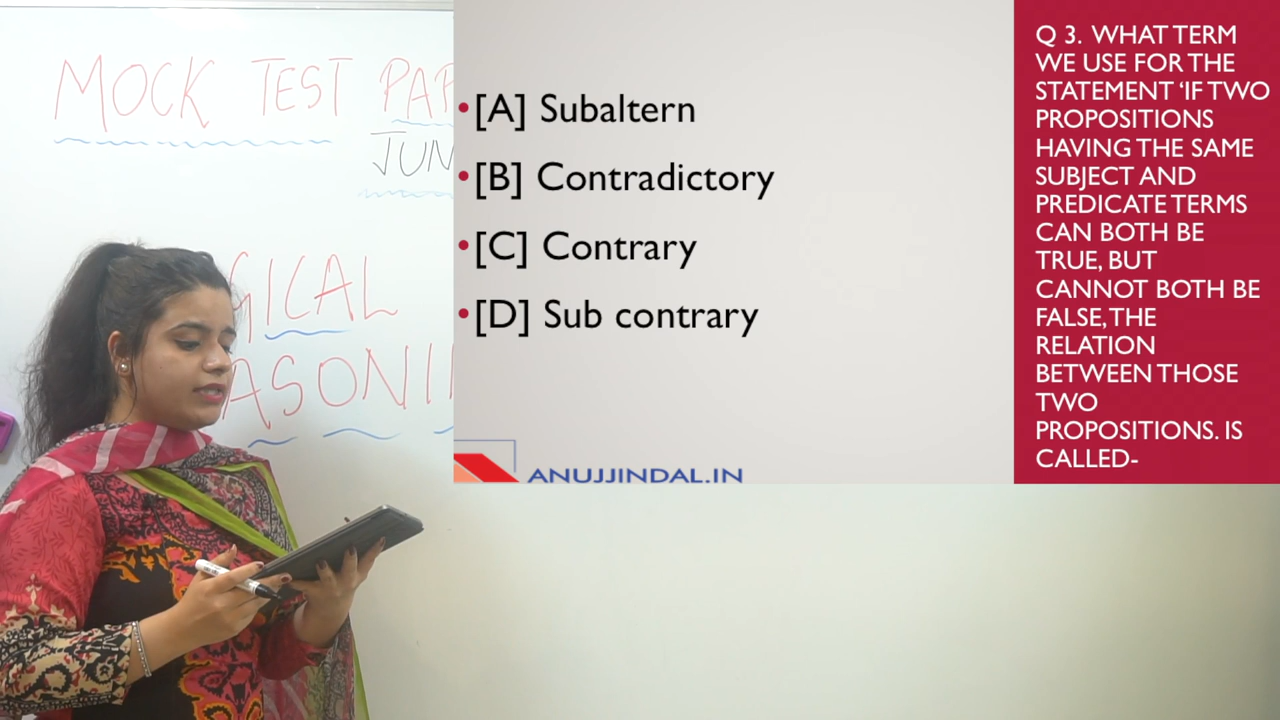 MOCK TEST PAP
JUN
GICAL
ASONI
•[A] Subaltern
•[B] Contradictory
•[C] Contrary
•[D] Sub contrary
ANUJJINDAL.IN
Q 3. WHAT TERM
WE USE FOR THE
STATEMENT ‘IF TWO
PROPOSITIONS
HAVING THE SAME
SUBJECT AND
PREDICATE TERMS
CAN BOTH BE
TRUE, BUT
CANNOT BOTH BE
FALSE, THE
RELATION
BETWEEN THOSE
TWO
PROPOSITIONS. IS
CALLED-